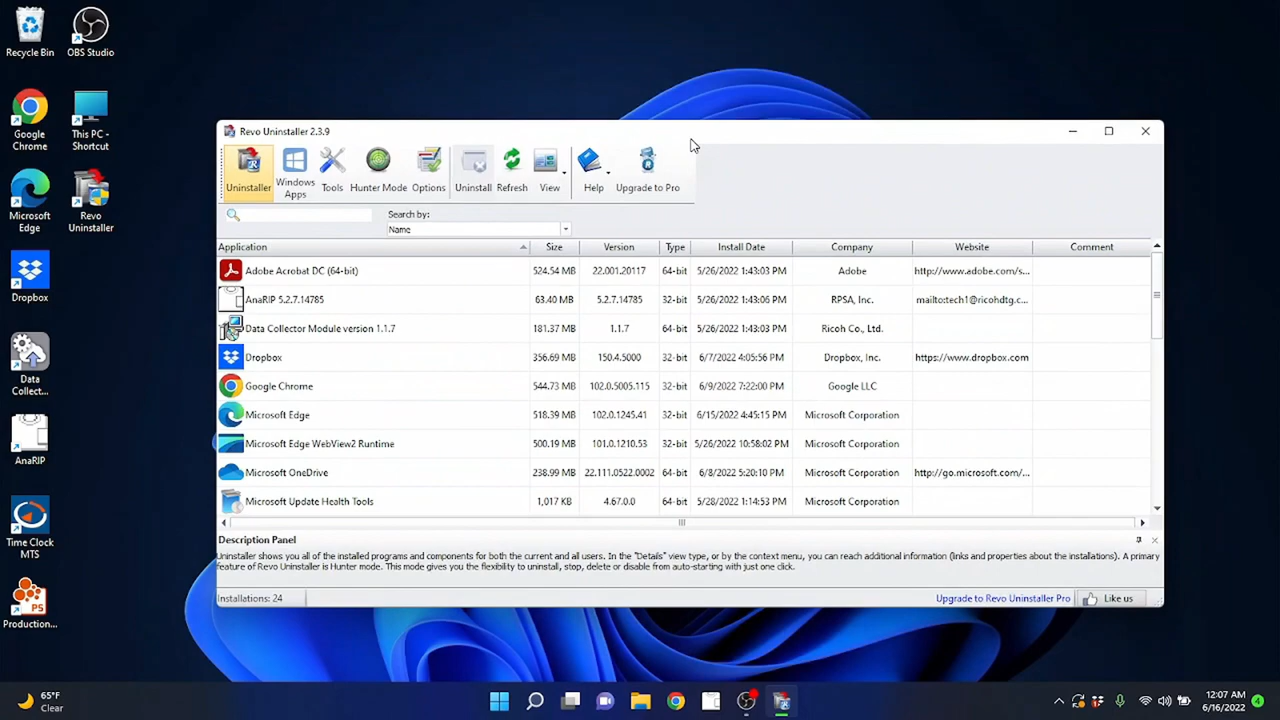 Recycle Bin
OBS Studio
Google
Chrome
This PC -
Shortcut
Microsoft
Edge
Revo
Uninstaller
Dropbox
Data
Collect...
AnaRIP
Time Clock
MTS
PS
Production...
Revo Uninstaller 2.3.9
Uninstaller
Windows
Apps
Tools
Hunter Mode
Options
Uninstall
Refresh
View
Help
Upgrade to Pro
Search by:
Name
Application Size Version Type Install Date Company Website Comment
Adobe Acrobat DC (64-bit) 524.54 MB 22.001.20117 64-bit 5/26/2022 1:43:03 PM Adobe http://www.adobe.com/s...
AnaRIP 5.2.7.14785 63.40 MB 5.2.7.14785 32-bit 5/26/2022 1:43:06 PM RPSA, Inc. mailto:tech1@ricohdtg.c...
Data Collector Module version 1.1.7 181.37 MB 1.1.7 64-bit 5/26/2022 1:43:03 PM Ricoh Co., Ltd.
Dropbox 356.69 MB 150.4.5000 32-bit 6/7/2022 4:05:56 PM Dropbox, Inc. https://www.dropbox.com
Google Chrome 544.73 MB 102.0.5005.115 32-bit 6/9/2022 7:22:00 PM Google LLC
Microsoft Edge 518.39 MB 102.0.1245.41 32-bit 6/15/2022 4:45:15 PM Microsoft Corporation
Microsoft Edge WebView2 Runtime 500.19 MB 101.0.1210.53 32-bit 5/26/2022 10:58:02 PM Microsoft Corporation
Microsoft OneDrive 238.99 MB 22.111.0522.0002 64-bit 6/8/2022 5:20:10 PM Microsoft Corporation http://go.microsoft.com/...
Microsoft Update Health Tools 1,017 KB 4.67.0.0 64-bit 5/28/2022 1:14:53 PM Microsoft Corporation
Description Panel
Uninstaller shows you all of the installed programs and components for both the current and all users. In the "Details" view type, or by the context menu, you can reach additional information (links and properties about the installations). A primary
feature of Revo Uninstaller is Hunter mode. This mode gives you the flexibility to uninstall, stop, delete or disable from auto-starting with just one click.
Installations: 24
Upgrade to Revo Uninstaller Pro
Like us
65°F
Clear
12:07 AM
6/16/2022
4